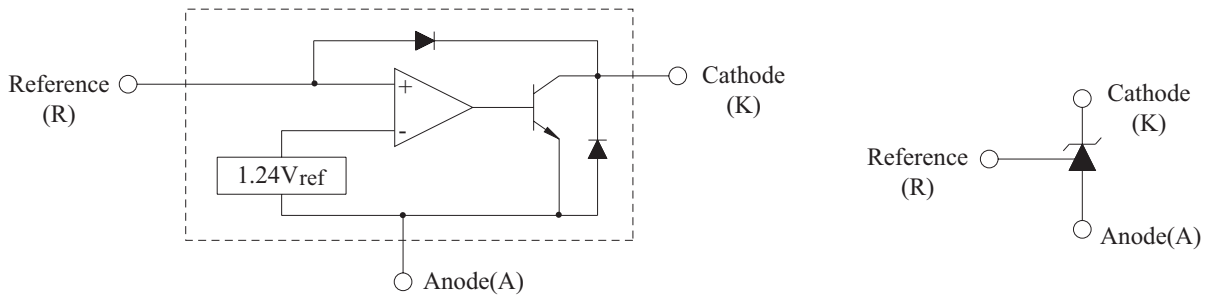 Reference
(R)
+
-
1.24Vref
Cathode
(K)
Anode(A)
Cathode
(K)
Reference
(R)
Anode(A)